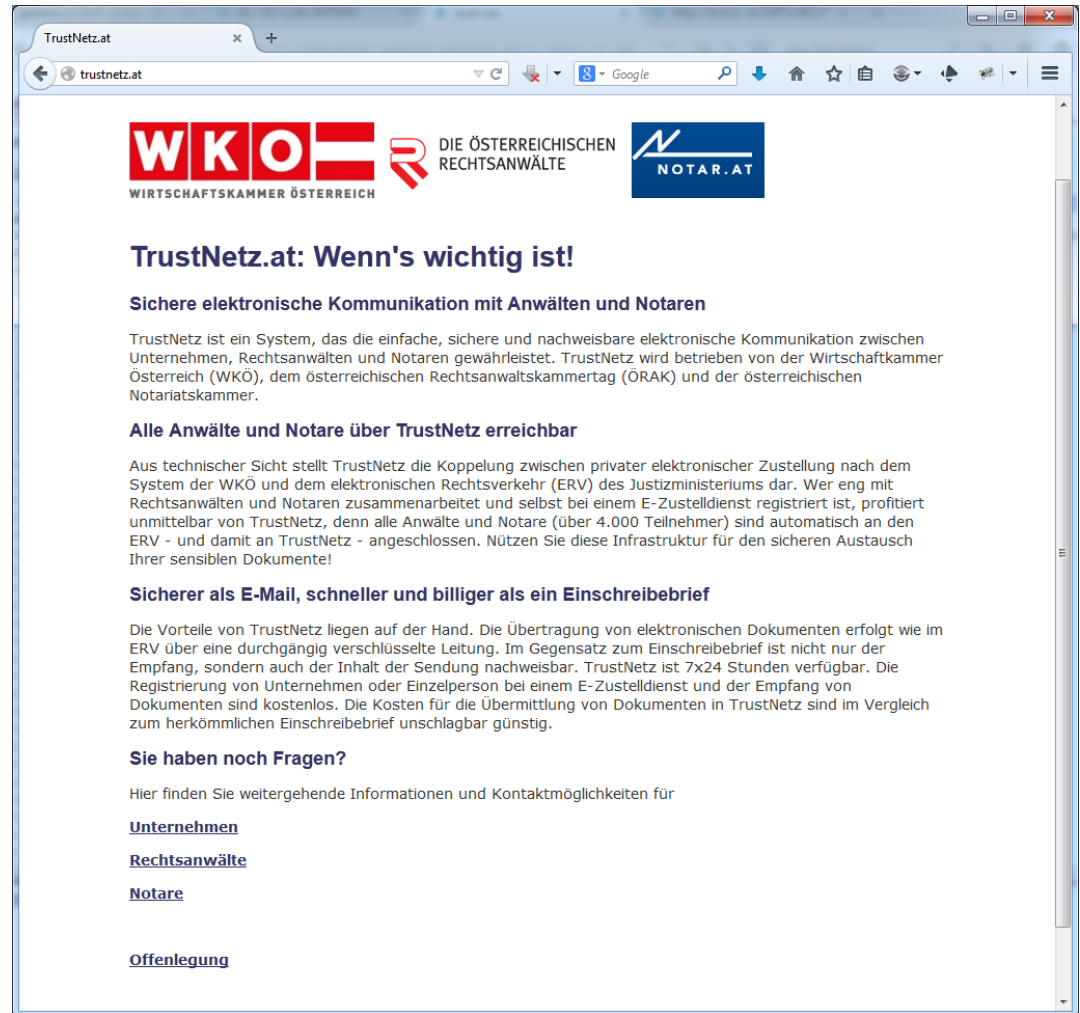 TrustNetz.at
trustnetz.at
Google
WKO
WIRTSCHAFTSKAMMER ÖSTERREICH
DIE ÖSTERREICHISCHEN
RECHTSANWÄLTE
NOTAR.AT
TrustNetz.at: Wenn's wichtig ist!
Sichere elektronische Kommunikation mit Anwälten und Notaren
TrustNetz ist ein System, das die einfache, sichere und nachweisbare elektronische Kommunikation zwischen
Unternehmen, Rechtsanwälten und Notaren gewährleistet. TrustNetz wird betrieben von der Wirtschaftkammer
Österreich (WKÖ), dem österreichischen Rechtsanwaltskammertag (ÖRAK) und der österreichischen
Notariatskammer.
Alle Anwälte und Notare über TrustNetz erreichbar
Aus technischer Sicht stellt TrustNetz die Koppelung zwischen privater elektronischer Zustellung nach dem
System der WKÖ und dem elektronischen Rechtsverkehr (ERV) des Justizministeriums dar. Wer eng mit
Rechtsanwälten und Notaren zusammenarbeitet und selbst bei einem E-Zustelldienst registriert ist, profitiert
unmittelbar von TrustNetz, denn alle Anwälte und Notare (über 4.000 Teilnehmer) sind automatisch an den
ERV - und damit an TrustNetz - angeschlossen. Nützen Sie diese Infrastruktur für den sicheren Austausch
Ihrer sensiblen Dokumente!
Sicherer als E-Mail, schneller und billiger als ein Einschreibebrief
Die Vorteile von TrustNetz liegen auf der Hand. Die Übertragung von elektronischen Dokumenten erfolgt wie im
ERV über eine durchgängig verschlüsselte Leitung. Im Gegensatz zum Einschreibebrief ist nicht nur der
Empfang, sondern auch der Inhalt der Sendung nachweisbar. TrustNetz ist 7x24 Stunden verfügbar. Die
Registrierung von Unternehmen oder Einzelperson bei einem E-Zustelldienst und der Empfang von
Dokumenten sind kostenlos. Die Kosten für die Übermittlung von Dokumenten in TrustNetz sind im Vergleich
zum herkömmlichen Einschreibebrief unschlagbar günstig.
Sie haben noch Fragen?
Hier finden Sie weitergehende Informationen und Kontaktmöglichkeiten für
Unternehmen
Rechtsanwälte
Notare
Offenlegung